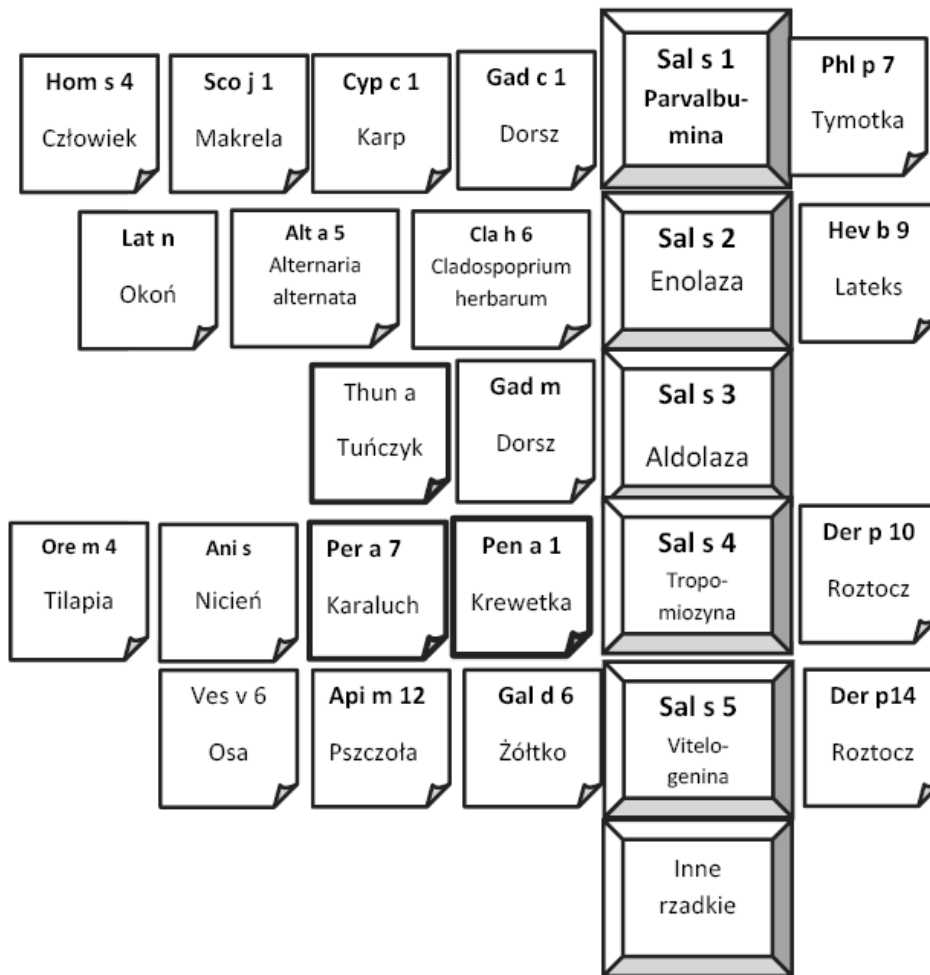 Hom s 4
Człowiek
Sco j 1
Makrela
Cyp c 1
Karp
Gad c 1
Dorsz
Sal s 1
Parvalbu-
mina
Phl p 7
Tymotka
Lat n
Okoń
Alt a 5
Alternaria
alternata
Cla h 6
Cladospoprium
herbarum
Sal s 2
Enolaza
Hev b 9
Lateks
Thun a
Tuńczyk
Gad m
Dorsz
Sal s 3
Aldolaza
Ore m 4
Tilapia
Ani s
Nicień
Per a 7
Karaluch
Pen a 1
Krewetka
Sal s 4
Tropo-
miozyna
Der p 10
Roztocz
Ves v 6
Osa
Api m 12
Pszczoła
Gal d 6
Żółtko
Sal s 5
Vitelo-
genina
Der p14
Roztocz
Inne
rzadkie